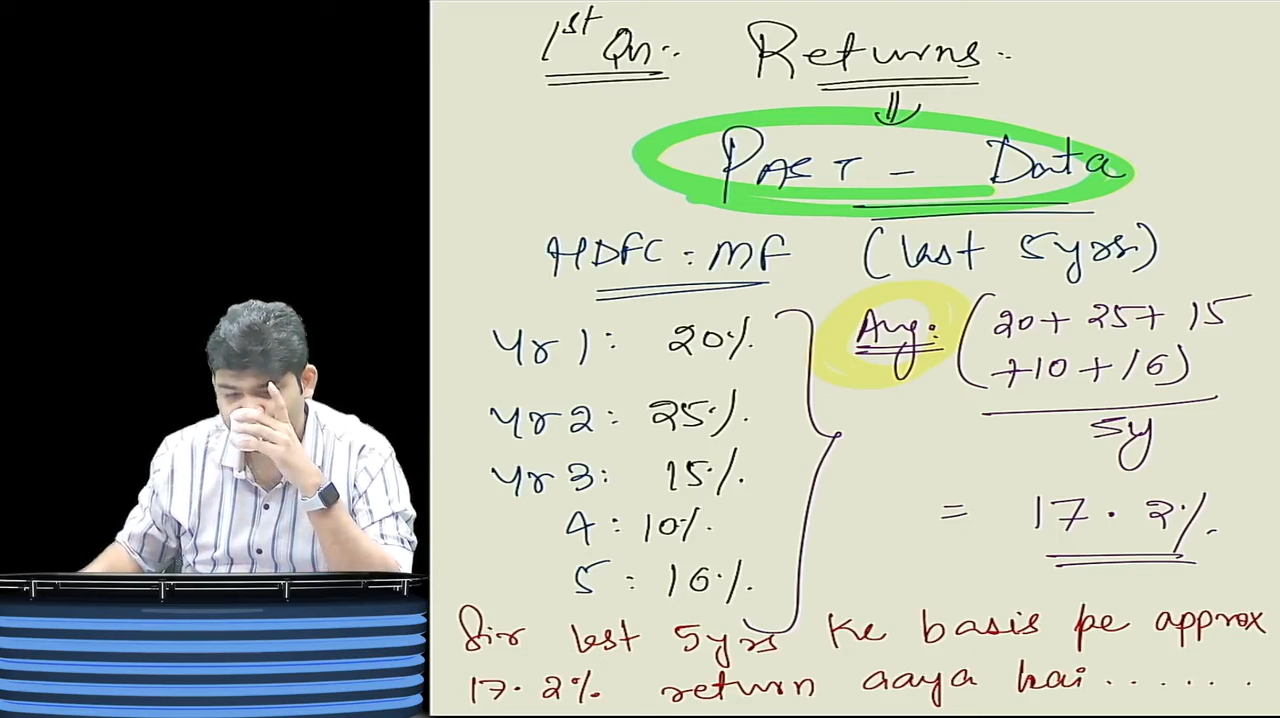 1st Qn:- Returns:-
⇓
PAST - Data
HDFC = MF (last 5yrs)
Yr 1 : 20%.
Yr 2 : 25%.
Yr 3 : 15%.
4 : 10%.
5 : 16%.
Avg: (20 + 25 + 15
+10 + 16)
5y
= 17.2%.
Sir last 5yrs Ke basis pe approx
17.2% return aaya hai ......